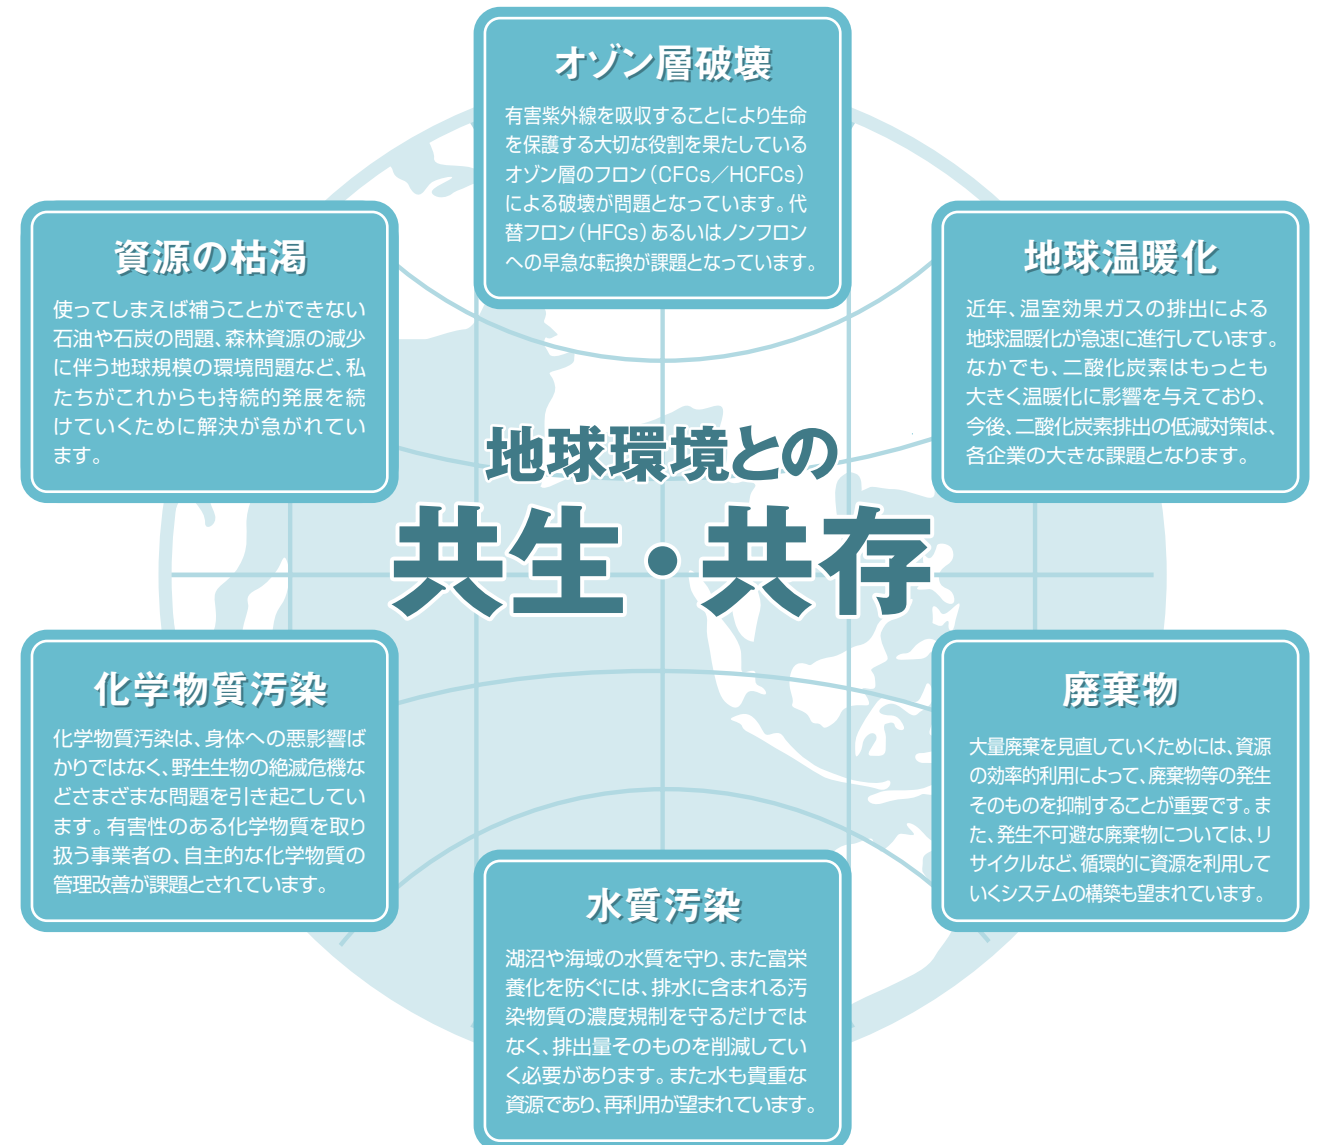 オゾン層破壊
有害紫外線を吸収することにより生命
を保護する大切な役割を果たしている
オゾン層のフロン（CFCs／HCFCs）
による破壊が問題となっています。代
替フロン（HFCs）あるいはノンフロン
への早急な転換が課題となっています。
資源の枯渇
使ってしまえば補うことができない
石油や石炭の問題、森林資源の減少
に伴う地球規模の環境問題など、私
たちがこれからも持続的発展を続
けていくために解決が急がれてい
ます。
地球温暖化
近年、温室効果ガスの排出による
地球温暖化が急速に進行しています。
なかでも、二酸化炭素はもっとも
大きく温暖化に影響を与えており、
今後、二酸化炭素排出の低減対策は、
各企業の大きな課題となります。
地球環境との
共生・共存
化学物質汚染
化学物質汚染は、身体への悪影響ば
かりではなく、野生生物の絶滅危機な
どさまざまな問題を引き起こしてい
ます。有害性のある化学物質を取り
扱う事業者の、自主的な化学物質の
管理改善が課題とされています。
廃棄物
大量廃棄を見直していくためには、資源
の効率的利用によって、廃棄物等の発生
そのものを抑制することが重要です。ま
た、発生不可避な廃棄物については、リ
サイクルなど、循環的に資源を利用して
いくシステムの構築も望まれています。
水質汚染
湖沼や海域の水質を守り、また富栄
養化を防ぐには、排水に含まれる汚
染物質の濃度規制を守るだけでは
なく、排出量そのものを削減してい
く必要があります。また水も貴重な
資源であり、再利用が望まれています。